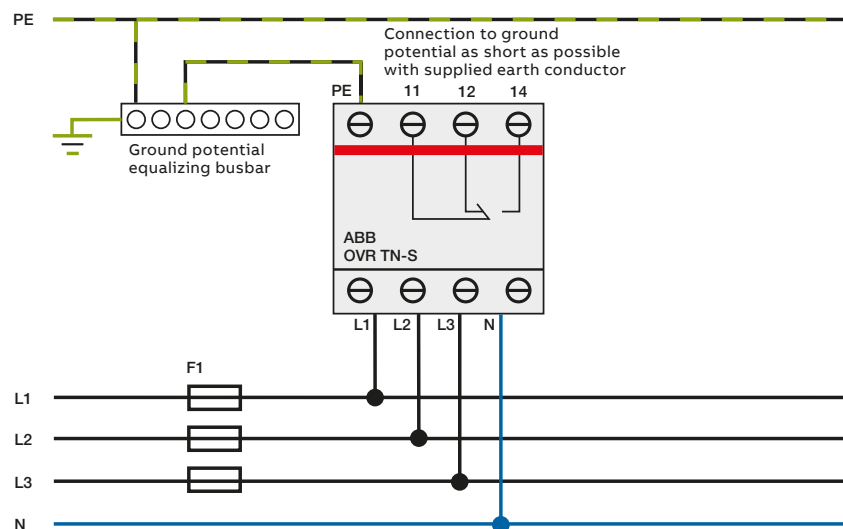 PE
Connection to ground
potential as short as possible
with supplied earth conductor
PE 11 12 14
Ground potential
equalizing busbar
ABB
OVR TN-S
L1 L2 L3 N
F1
L1
L2
L3
N